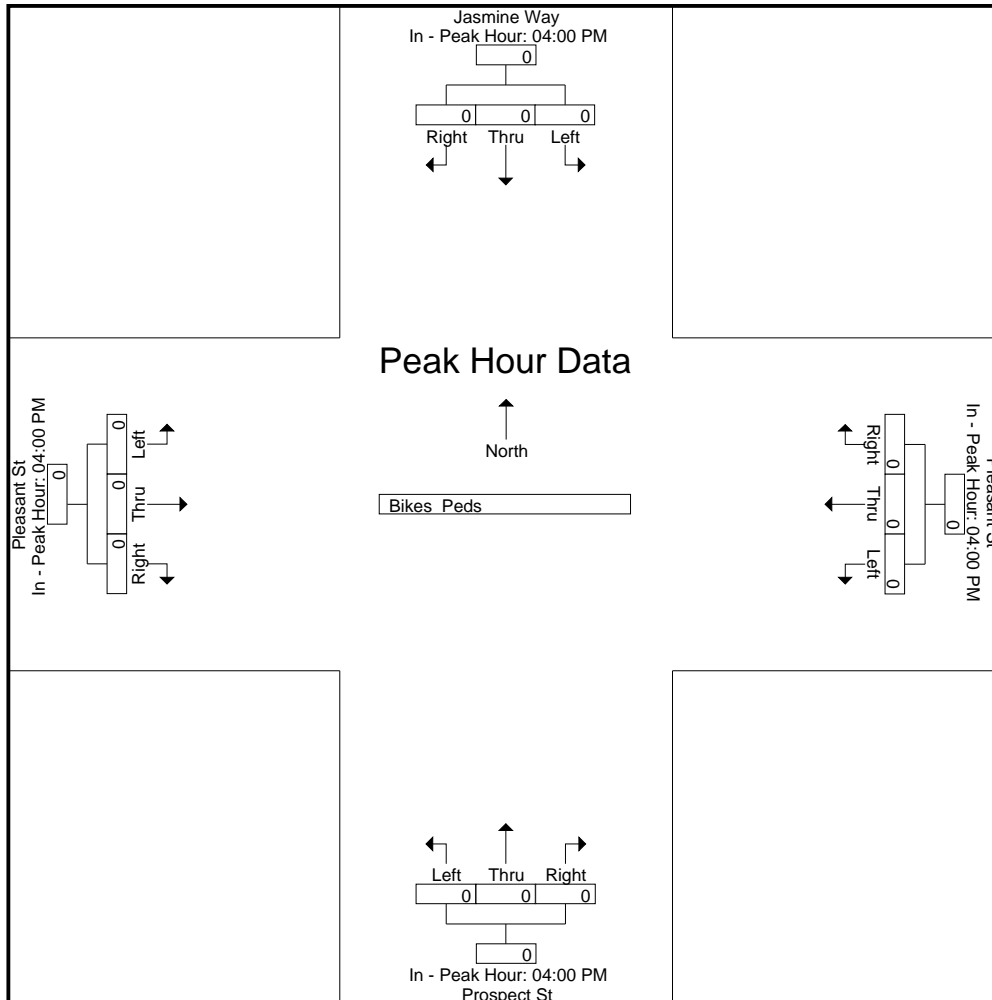 Jasmine Way
In - Peak Hour: 04:00 PM
0
0 0 0
Right Thru Left
Peak Hour Data
North
Bikes Peds
Pleasant St
In - Peak Hour: 04:00 PM
0
0 0 0
Left Thru Right
Pleasant St
In - Peak Hour: 04:00 PM
0
0 0 0
Right Thru Left
Left Thru Right
0 0 0
0
In - Peak Hour: 04:00 PM
Prospect St